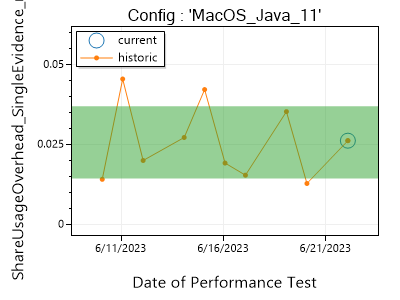 Config : 'MacOS_Java_11'
current
historic
ShareUsageOverhead_SingleEvidence_
0.05
0.025
0
6/11/2023
6/16/2023
6/21/2023
Date of Performance Test